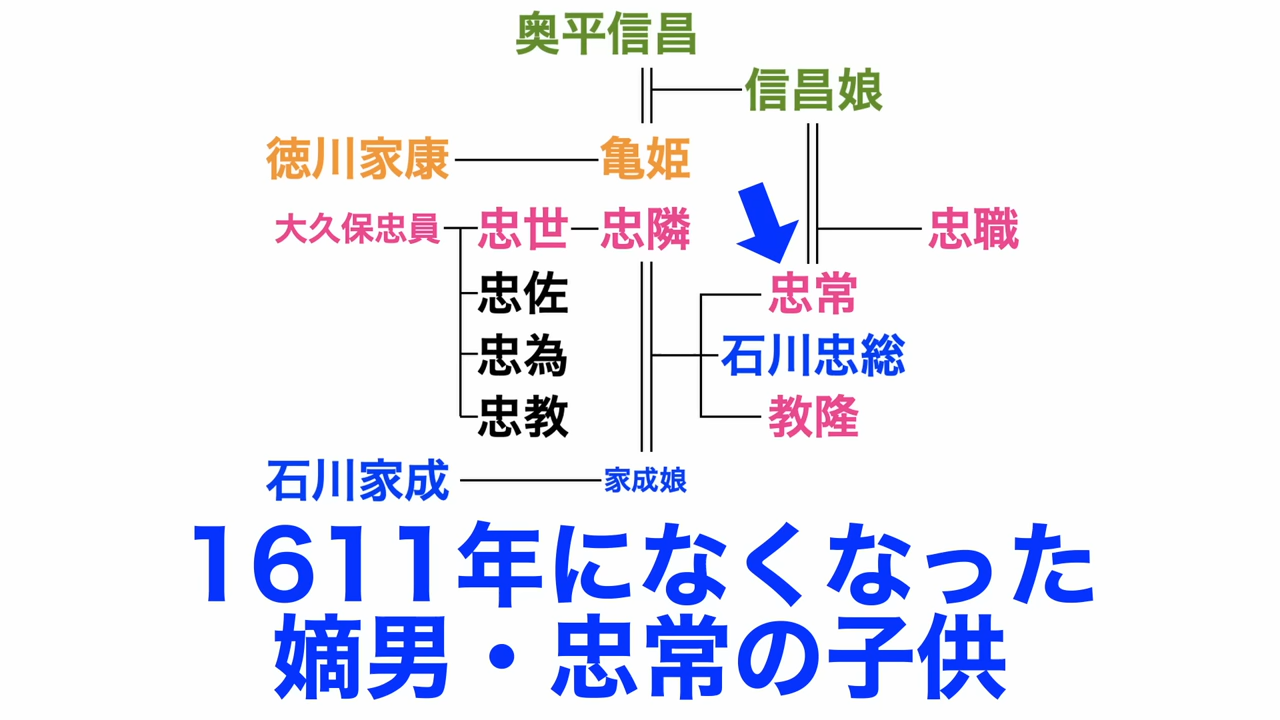 奥平信昌
信昌娘
徳川家康 亀姫
大久保忠員 忠世 忠隣 忠職
忠佐 忠常
忠為 石川忠総
忠教 教隆
石川家成 家成娘
1611年になくなった
嫡男・忠常の子供